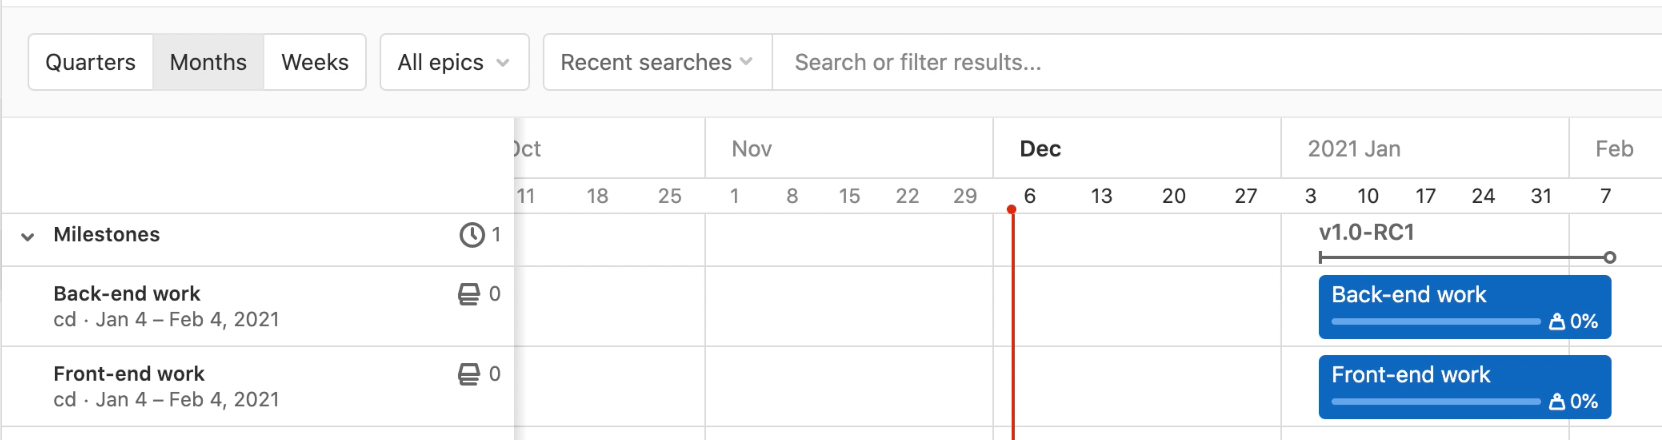 Quarters Months Weeks All epics Recent searches Search or filter results...
Nov Dec 2021 Jan Feb
11 18 25 1 8 15 22 29 6 13 20 27 3 10 17 24 31 7
Milestones 1 v1.0-RC1
Back-end work 0 Back-end work
cd · Jan 4 – Feb 4, 2021 0%
Front-end work 0 Front-end work
cd · Jan 4 – Feb 4, 2021 0%